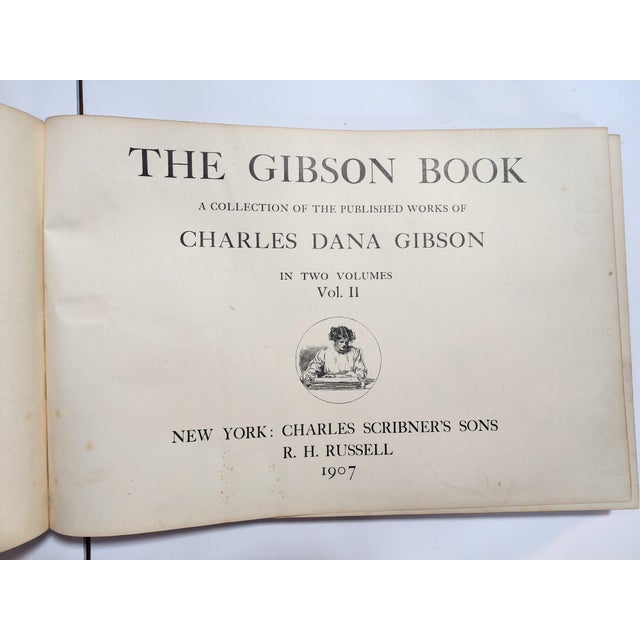 THE GIBSON BOOK
A COLLECTION OF THE PUBLISHED WORKS OF
CHARLES DANA GIBSON
IN TWO VOLUMES
Vol. II
NEW YORK: CHARLES SCRIBNER'S SONS
R. H. RUSSELL
1907